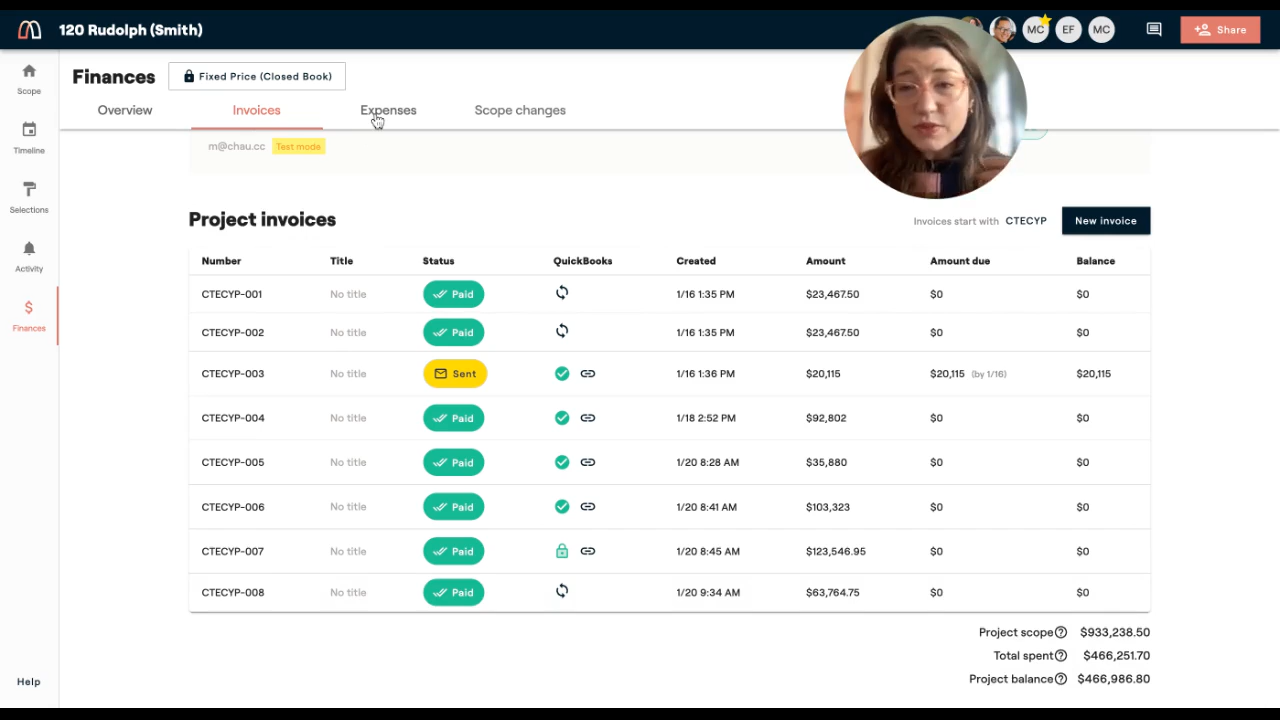 120 Rudolph (Smith)
MC
EF
MC
Share
Scope
Timeline
Selections
Activity
Finances
Help
Finances
Fixed Price (Closed Book)
Overview Invoices Expenses Scope changes
m@chau.cc Test mode
Project invoices
Invoices start with CTECYP
New invoice
Number Title Status QuickBooks Created Amount Amount due Balance
CTECYP-001 No title Paid 1/16 1:35 PM $23,467.50 $0 $0
CTECYP-002 No title Paid 1/16 1:35 PM $23,467.50 $0 $0
CTECYP-003 No title Sent 1/16 1:36 PM $20,115 $20,115 (by 1/16) $20,115
CTECYP-004 No title Paid 1/18 2:52 PM $92,802 $0 $0
CTECYP-005 No title Paid 1/20 8:28 AM $35,880 $0 $0
CTECYP-006 No title Paid 1/20 8:41 AM $103,323 $0 $0
CTECYP-007 No title Paid 1/20 8:45 AM $123,546.95 $0 $0
CTECYP-008 No title Paid 1/20 9:34 AM $63,764.75 $0 $0
Project scope $933,238.50
Total spent $466,251.70
Project balance $466,986.80